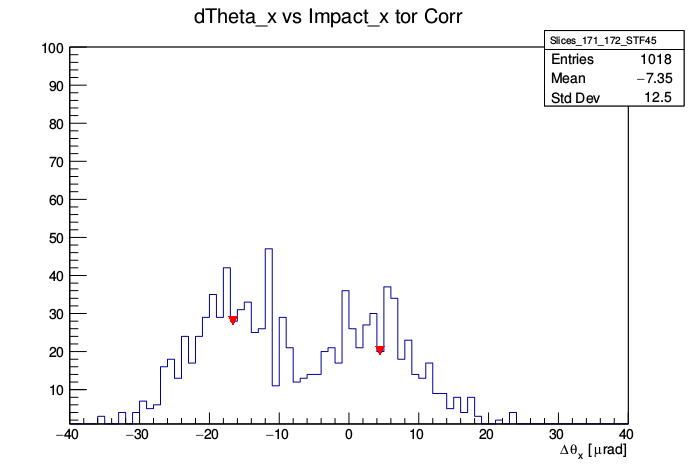 dTheta_x vs Impact_x tor Corr
Slices_171_172_STF45
Entries 1018
Mean −7.35
Std Dev 12.5
100
90
80
70
60
50
40
30
20
10
−40 −30 −20 −10 0 10 20 30 40
Δθx [μrad]